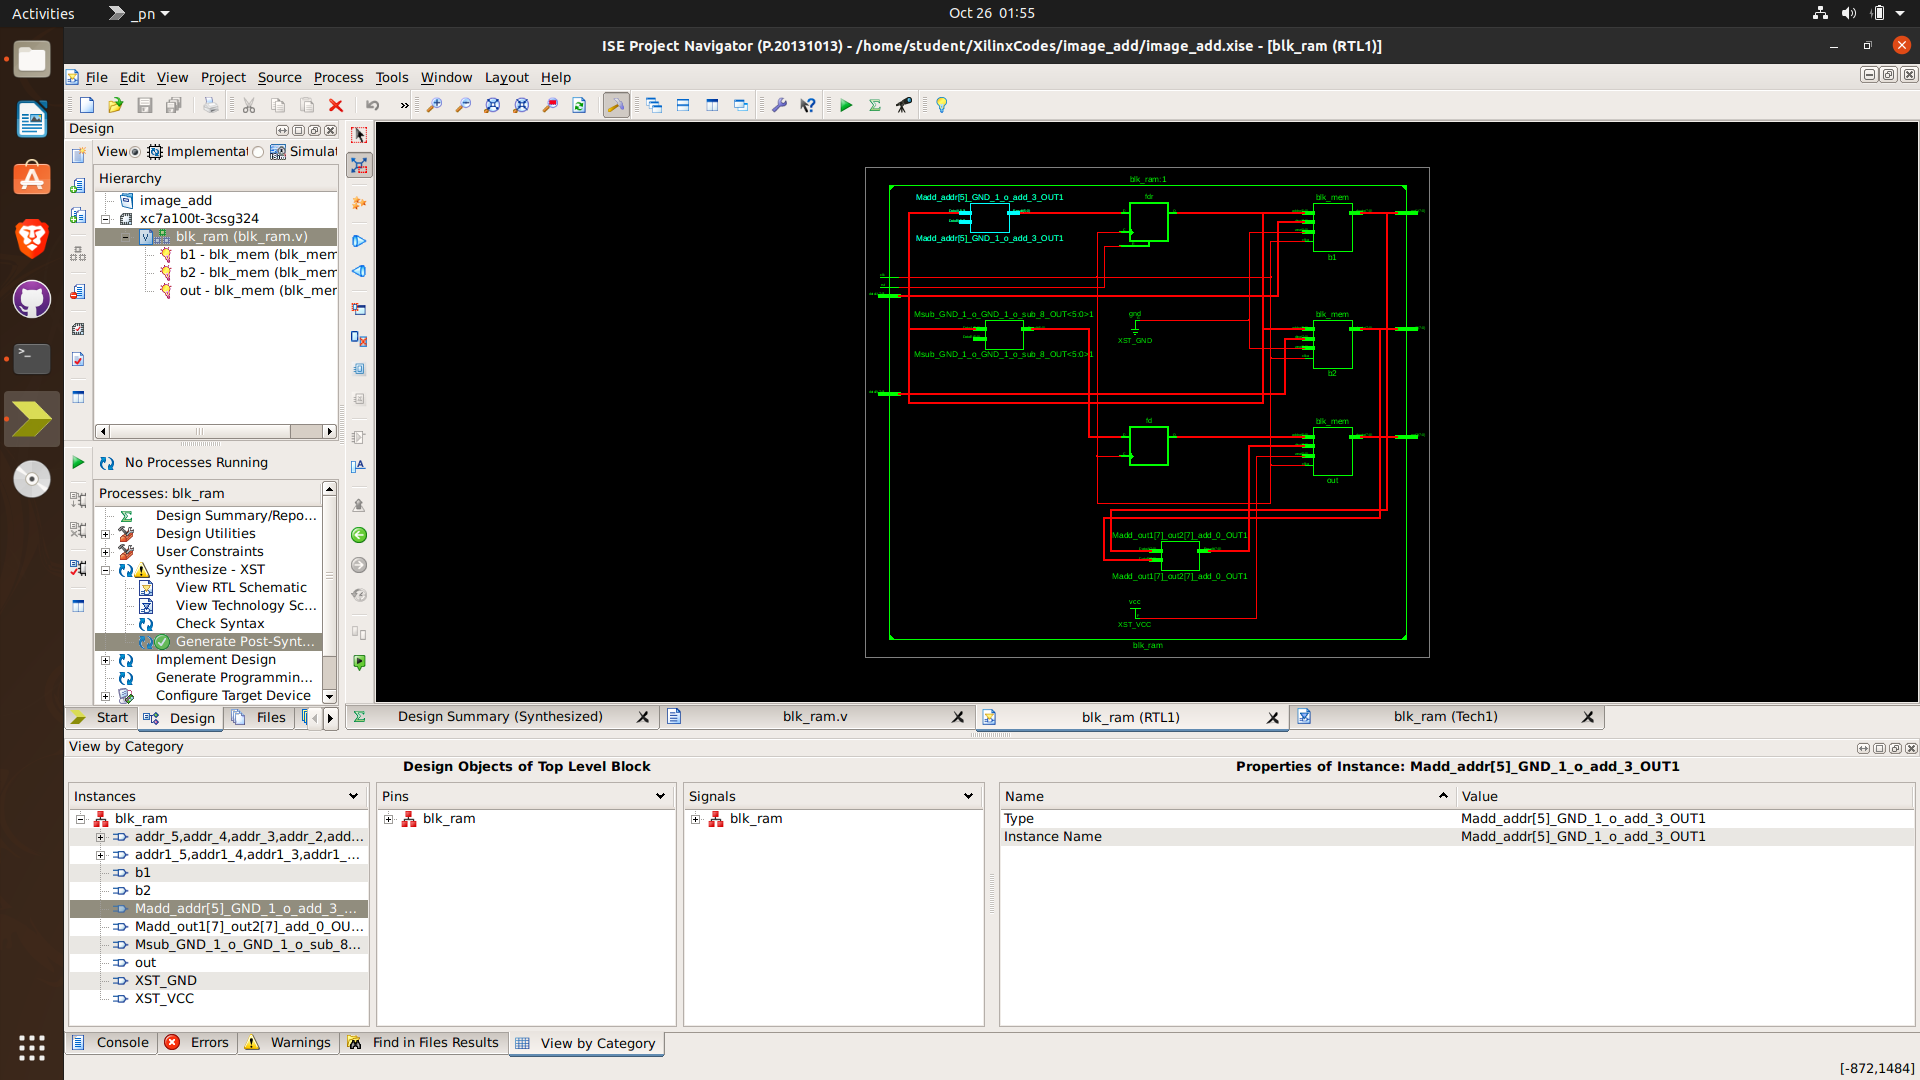 Activities
_pn
Oct 26 01:55
ISE Project Navigator (P.20131013) - /home/student/XilinxCodes/image_add/image_add.xise - [blk_ram (RTL1)]
File Edit View Project Source Process Tools Window Layout Help
Design
View Implementat Simulat
Hierarchy
image_add
xc7a100t-3csg324
blk_ram (blk_ram.v)
b1 - blk_mem (blk_mem
b2 - blk_mem (blk_mem
out - blk_mem (blk_mer
No Processes Running
Processes: blk_ram
Design Summary/Repo...
Design Utilities
User Constraints
Synthesize - XST
View RTL Schematic
View Technology Sc...
Check Syntax
Generate Post-Synt...
Implement Design
Generate Programmin...
Configure Target Device
Start
Design
Files
blk_ram:1
Madd_addr[5]_GND_1_o_add_3_OUT1
Madd_addr[5]_GND_1_o_add_3_OUT1
fdr
blk_mem
b1
Msub_GND_1_o_GND_1_o_sub_8_OUT<5:0>1
Msub_GND_1_o_GND_1_o_sub_8_OUT<5:0>1
gnd
XST_GND
blk_mem
b2
fd
blk_mem
out
Madd_out1[7]_out2[7]_add_0_OUT1
Madd_out1[7]_out2[7]_add_0_OUT1
vcc
XST_VCC
blk_ram
Design Summary (Synthesized)
blk_ram.v
blk_ram (RTL1)
blk_ram (Tech1)
View by Category
Design Objects of Top Level Block
Properties of Instance: Madd_addr[5]_GND_1_o_add_3_OUT1
Instances
blk_ram
addr_5,addr_4,addr_3,addr_2,add...
addr1_5,addr1_4,addr1_3,addr1_...
b1
b2
Madd_addr[5]_GND_1_o_add_3_...
Madd_out1[7]_out2[7]_add_0_OU...
Msub_GND_1_o_GND_1_o_sub_8...
out
XST_GND
XST_VCC
Pins
blk_ram
Signals
blk_ram
Name Value
Type Madd_addr[5]_GND_1_o_add_3_OUT1
Instance Name Madd_addr[5]_GND_1_o_add_3_OUT1
Console
Errors
Warnings
Find in Files Results
View by Category
[-872,1484]